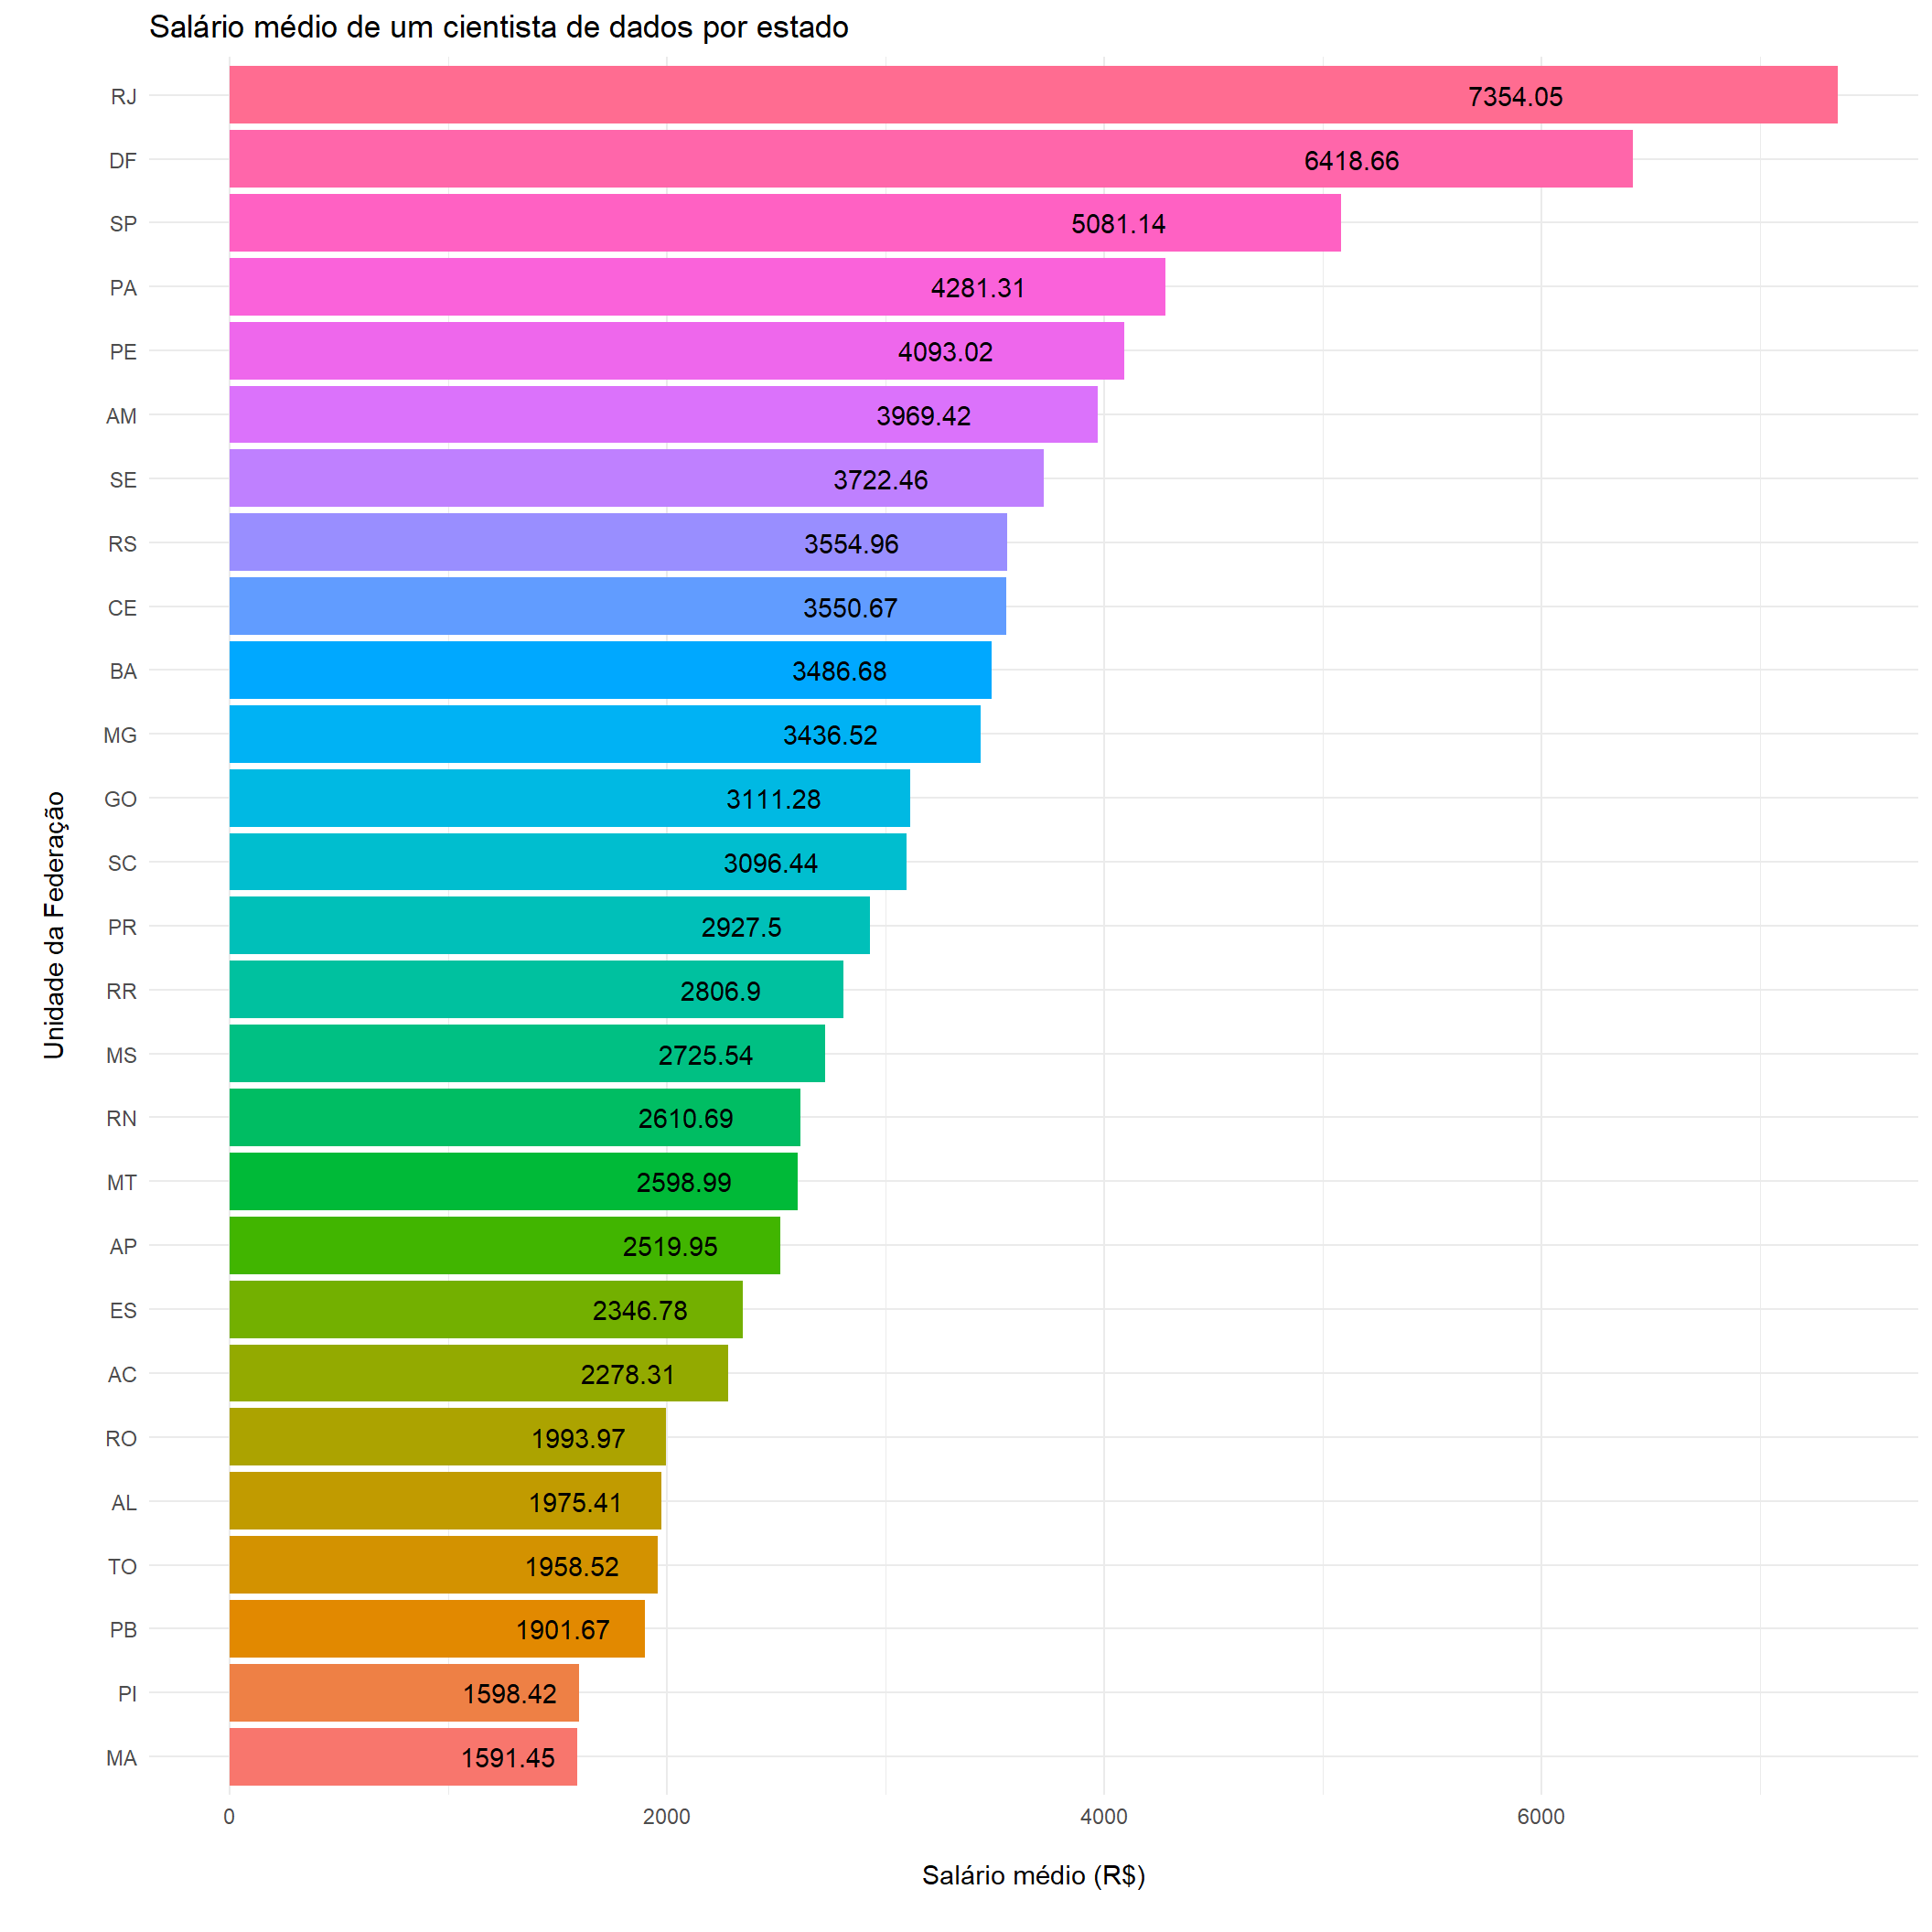 Salário médio de um cientista de dados por estado
RJ 7354.05
DF 6418.66
SP 5081.14
PA 4281.31
PE 4093.02
AM 3969.42
SE 3722.46
RS 3554.96
CE 3550.67
BA 3486.68
MG 3436.52
GO 3111.28
SC 3096.44
PR 2927.5
RR 2806.9
MS 2725.54
RN 2610.69
MT 2598.99
AP 2519.95
ES 2346.78
AC 2278.31
RO 1993.97
AL 1975.41
TO 1958.52
PB 1901.67
PI 1598.42
MA 1591.45
Unidade da Federação
0 2000 4000 6000
Salário médio (R$)